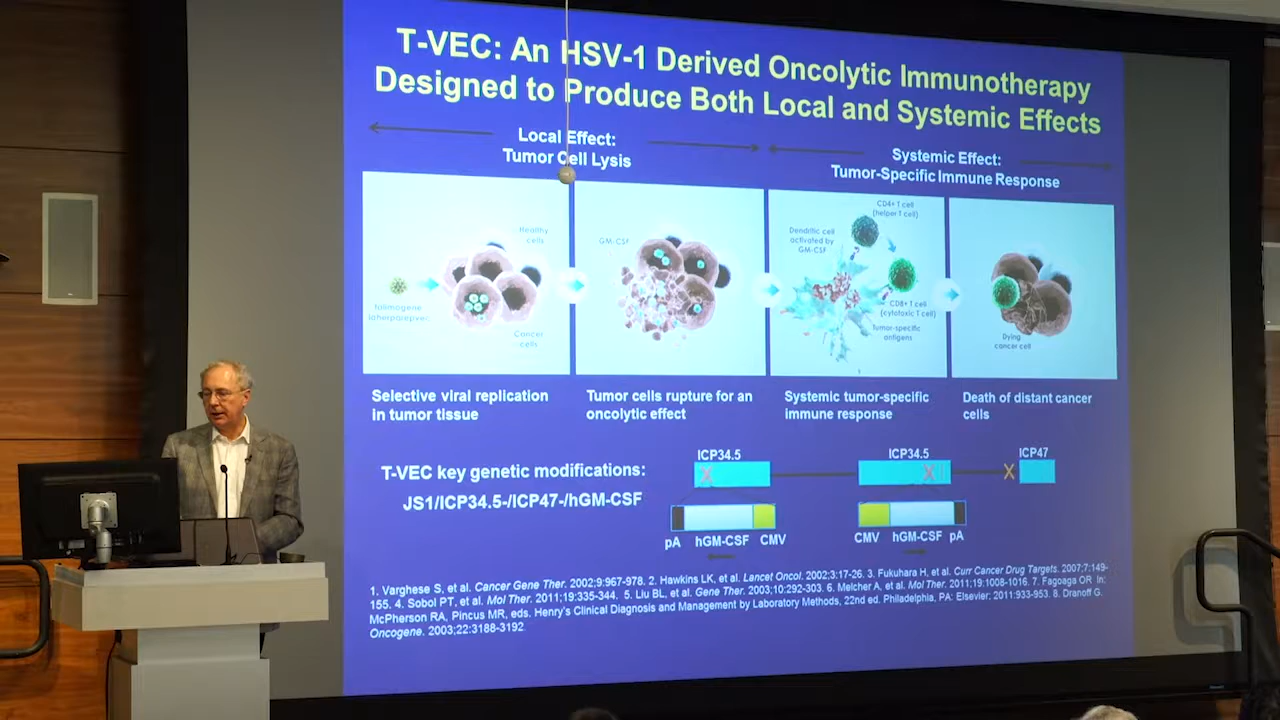 T-VEC: An HSV-1 Derived Oncolytic Immunotherapy
Designed to Produce Both Local and Systemic Effects
Local Effect:
Tumor Cell Lysis
Systemic Effect:
Tumor-Specific Immune Response
Healthy
cells
Talimogene
laherparepvec
Cancer
cells
GM-CSF
CD4+ T cell
(helper T cell)
Dendritic cell
activated by
GM-CSF
CD8+ T cell
(cytotoxic T cell)
Tumor-specific
antigens
Dying
cancer cell
Selective viral replication
in tumor tissue
Tumor cells rupture for an
oncolytic effect
Systemic tumor-specific
immune response
Death of distant cancer
cells
T-VEC key genetic modifications:
JS1/ICP34.5-/ICP47-/hGM-CSF
ICP34.5
ICP34.5
ICP47
X
X
X
pA hGM-CSF CMV
CMV hGM-CSF pA
1. Varghese S, et al. Cancer Gene Ther. 2002;9:967-978. 2. Hawkins LK, et al. Lancet Oncol. 2002;3:17-26. 3. Fukuhara H, et al. Curr Cancer Drug Targets. 2007;7:149-
155. 4. Sobol PT, et al. Mol Ther. 2011;19:335-344. 5. Liu BL, et al. Gene Ther. 2003;10:292-303. 6. Melcher A, et al. Mol Ther. 2011;19:1008-1016. 7. Fagoaga OR In:
McPherson RA, Pincus MR, eds. Henry's Clinical Diagnosis and Management by Laboratory Methods, 22nd ed. Philadelphia, PA: Elsevier; 2011:933-953. 8. Dranoff G.
Oncogene. 2003;22:3188-3192.